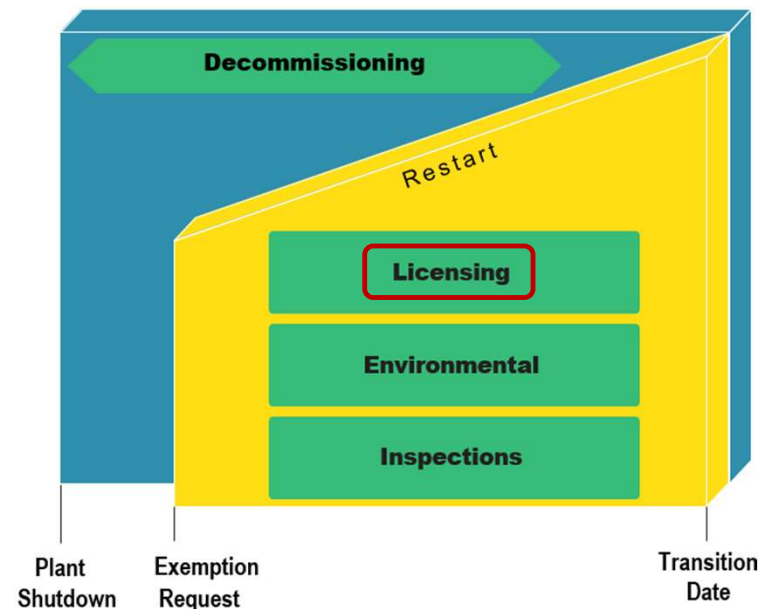 Decommissioning
Restart
Licensing
Environmental
Inspections
Plant
Shutdown
Exemption
Request
Transition
Date